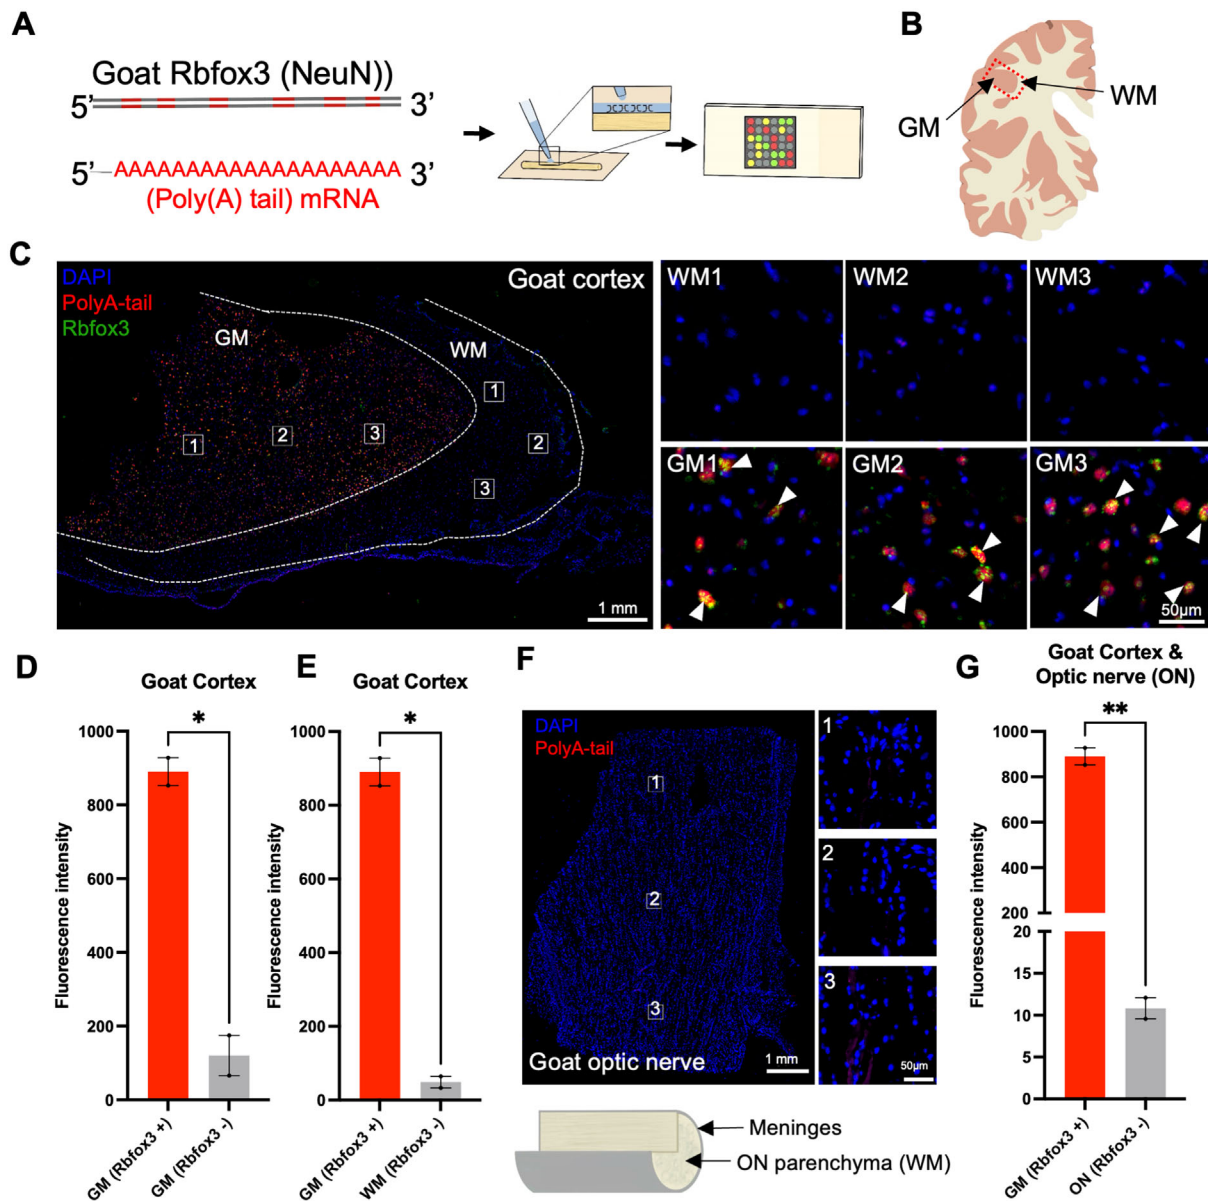 A
Goat Rbfox3 (NeuN))
5’ 3’
5’ AAAAAAAAAAAAAAAAAAAA 3’
(Poly(A) tail) mRNA
B
GM
WM
C
DAPI
PolyA-tail
Rbfox3
Goat cortex
GM
WM
1
2
3
1
2
3
1 mm
WM1
WM2
WM3
GM1
GM2
GM3
50µm
D
Goat Cortex
*
Fluorescence intensity
1000
800
600
400
200
0
GM (Rbfox3 +)
GM (Rbfox3 -)
E
Goat Cortex
*
Fluorescence intensity
1000
800
600
400
200
0
GM (Rbfox3 +)
WM (Rbfox3 -)
F
DAPI
PolyA-tail
1
2
3
Goat optic nerve
1 mm
1
2
3
50µm
Meninges
ON parenchyma (WM)
G
Goat Cortex &
Optic nerve (ON)
**
Fluorescence intensity
1000
800
600
400
200
20
15
10
5
0
GM (Rbfox3 +)
ON (Rbfox3 -)